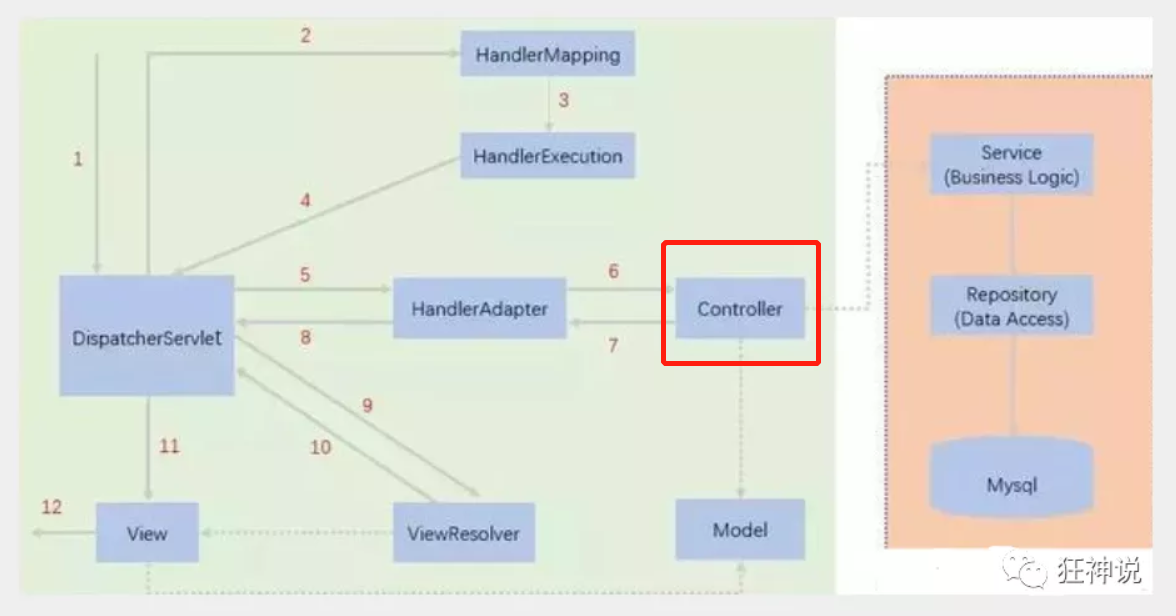 2
HandlerMapping
3
1
HandlerExecution
Service
(Business Logic)
4
5
6
HandlerAdapter
Controller
Repository
(Data Access)
DispatcherServlet
8
7
9
11
10
Mysql
12
View
ViewResolver
Model
狂神说